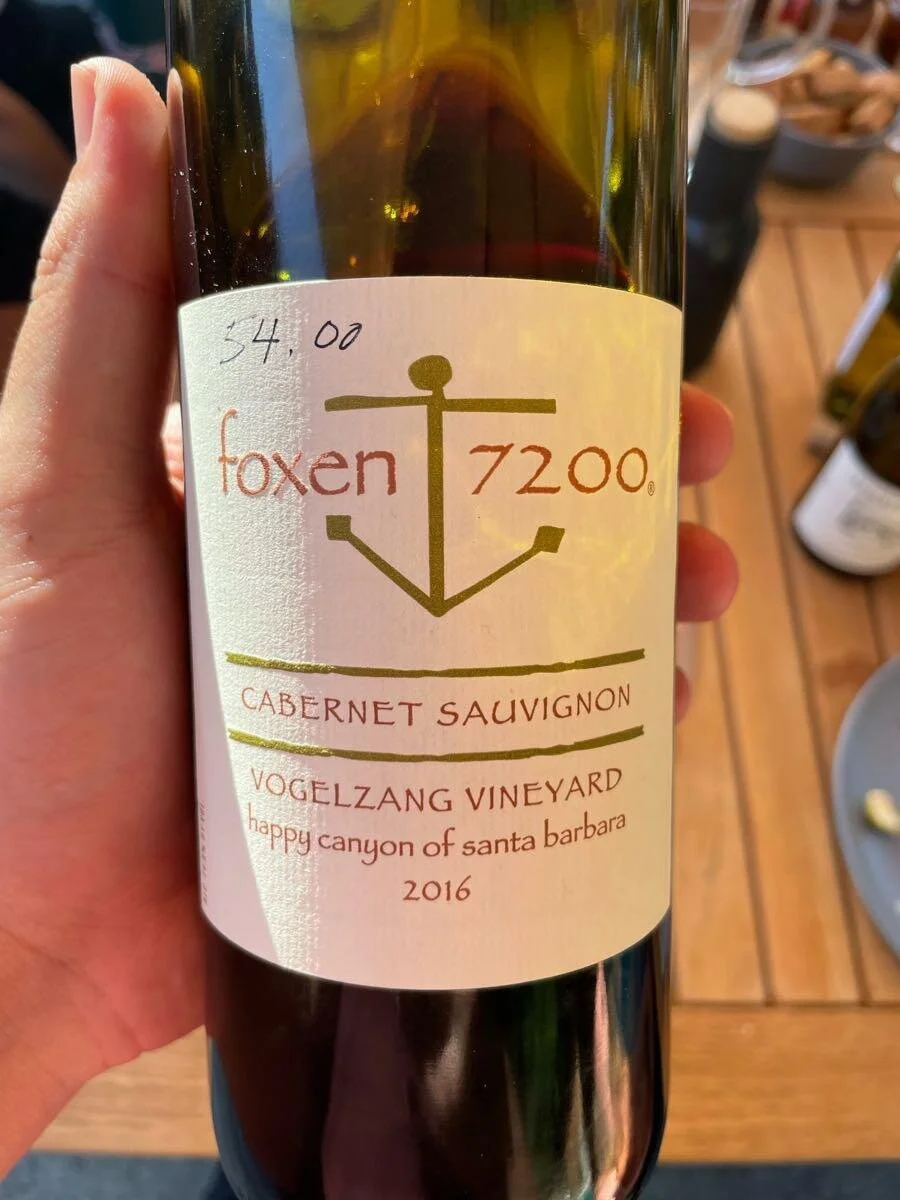 54.00
foxen 7200®
CABERNET SAUVIGNON
VOGELZANG VINEYARD
happy canyon of santa barbara
2016